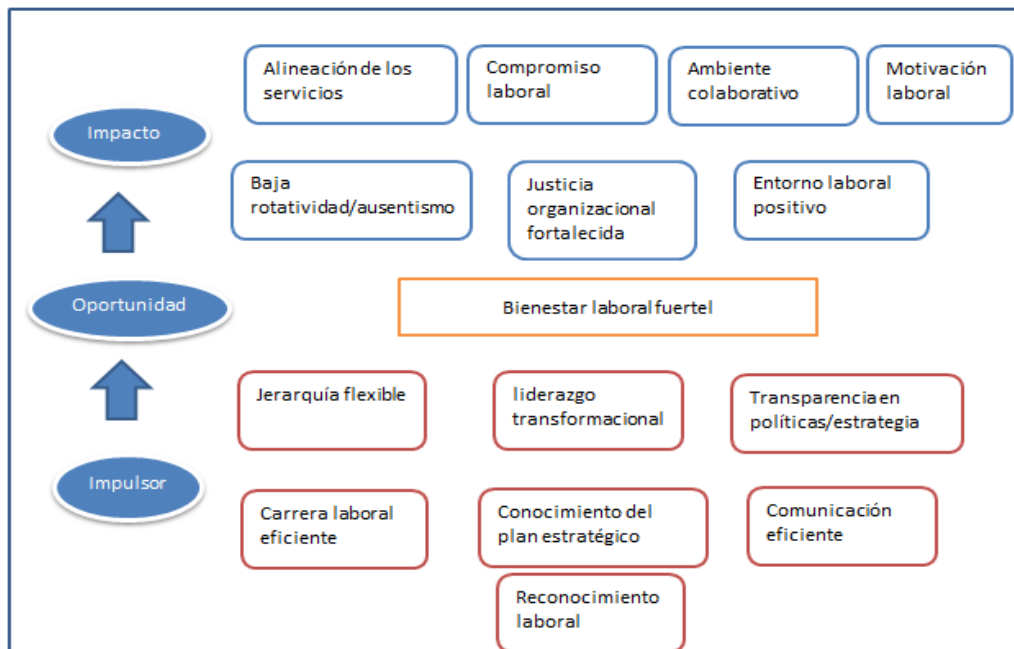 Alineación de los
servicios
Compromiso
laboral
Ambiente
colaborativo
Motivación
laboral
Impacto
Baja
rotatividad/ausentismo
Justicia
organizacional
fortalecida
Entorno laboral
positivo
Oportunidad
Bienestar laboral fuertel
Jerarquía flexible
liderazgo
transformacional
Transparencia en
políticas/estrategia
Impulsor
Carrera laboral
eficiente
Conocimiento del
plan estratégico
Comunicación
eficiente
Reconocimiento
laboral